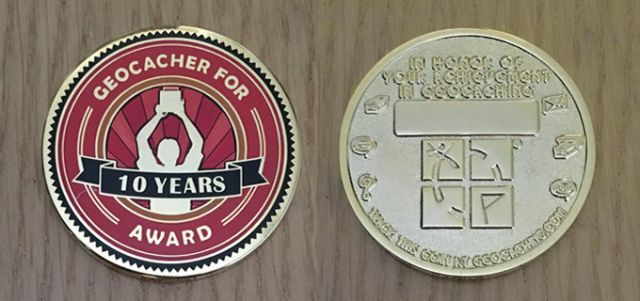 GEOCACHER FOR
10 YEARS
AWARD
IN HONOR OF
YOUR ACHIEVEMENT
IN GEOCACHING
TRACK THIS COIN AT GEOCACHING.COM